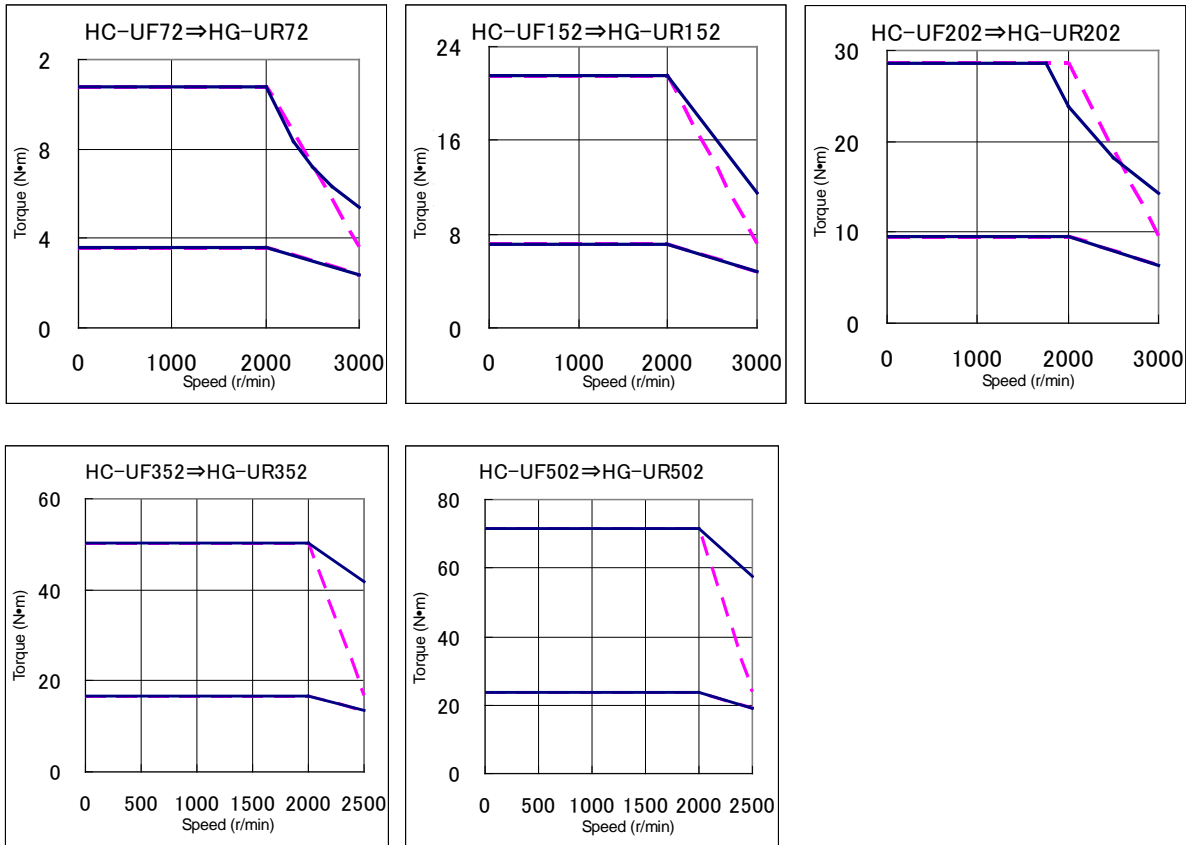 HC-UF72⇒HG-UR72
2
8
4
0
Torque (N•m)
0 1000 2000 3000
Speed (r/min)
HC-UF152⇒HG-UR152
24
16
8
0
Torque (N•m)
0 1000 2000 3000
Speed (r/min)
HC-UF202⇒HG-UR202
30
20
10
0
Torque (N•m)
0 1000 2000 3000
Speed (r/min)
HC-UF352⇒HG-UR352
60
40
20
0
Torque (N•m)
0 500 1000 1500 2000 2500
Speed (r/min)
HC-UF502⇒HG-UR502
80
60
40
20
0
Torque (N•m)
0 500 1000 1500 2000 2500
Speed (r/min)